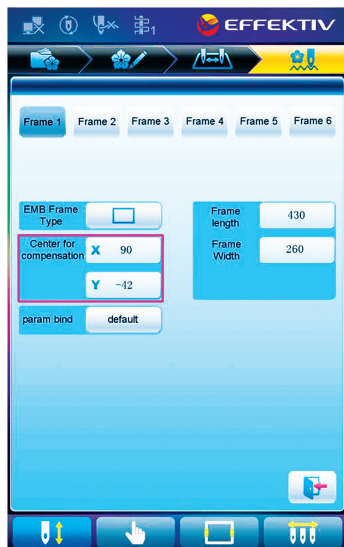 1
EFFEKTIV
Frame 1 Frame 2 Frame 3 Frame 4 Frame 5 Frame 6
EMB Frame
Type
Frame
length
430
Center for
compensation
X 90
Frame
Width
260
Y -42
param bind
default